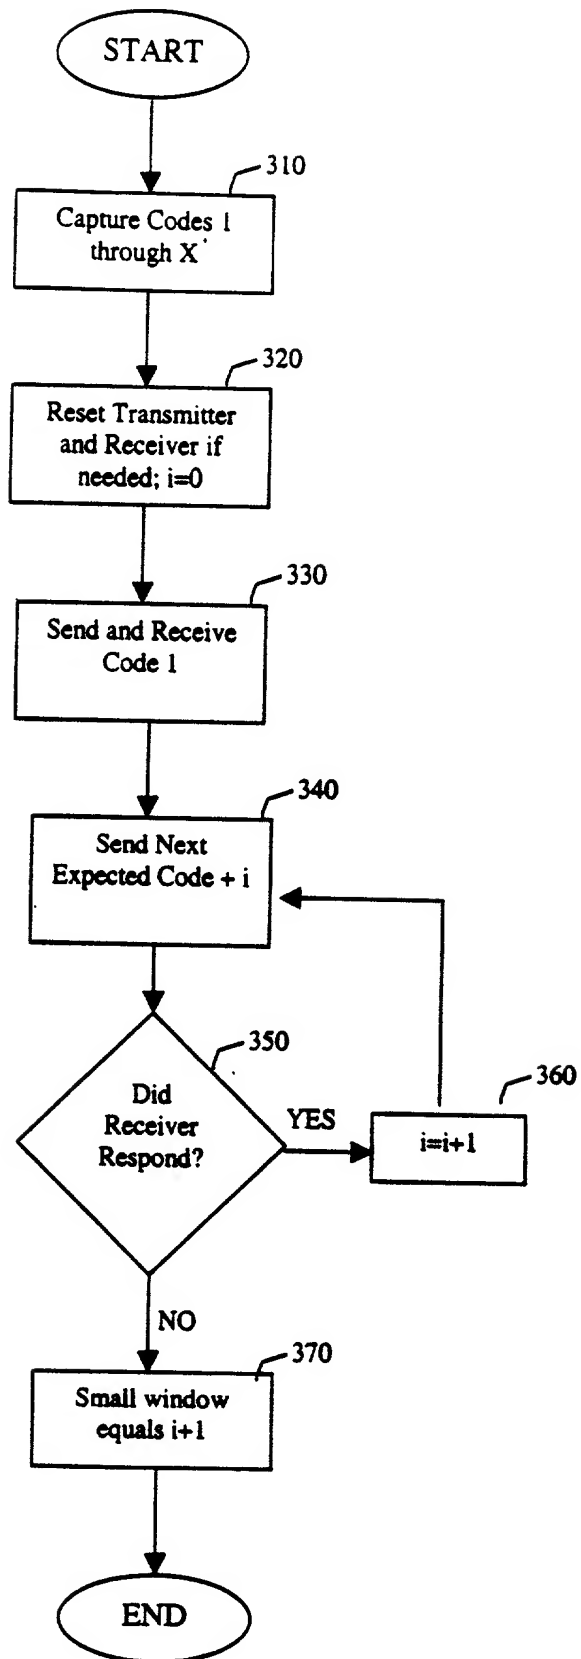 START
310
Capture Codes 1
through X
320
Reset Transmitter
and Receiver if
needed; i=0
330
Send and Receive
Code 1
340
Send Next
Expected Code + i
350
Did
Receiver
Respond?
YES
360
i=i+1
NO
370
Small window
equals i+1
END